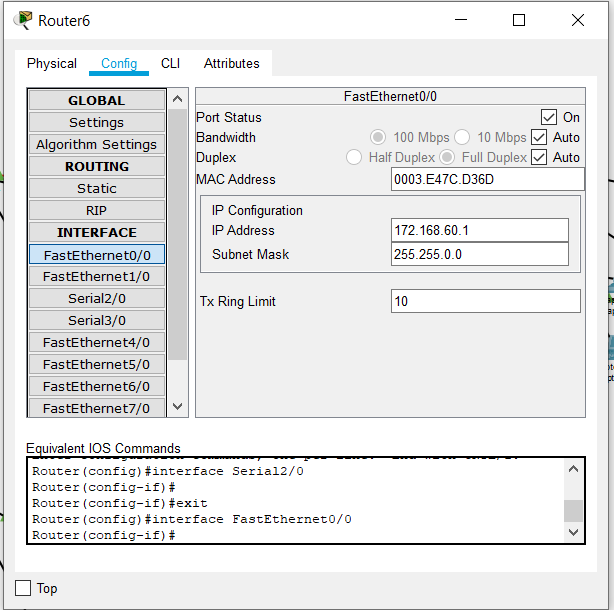 Router6
Physical Config CLI Attributes
GLOBAL
Settings
Algorithm Settings
ROUTING
Static
RIP
INTERFACE
FastEthernet0/0
FastEthernet1/0
Serial2/0
Serial3/0
FastEthernet4/0
FastEthernet5/0
FastEthernet6/0
FastEthernet7/0
FastEthernet0/0
Port Status On
Bandwidth 100 Mbps 10 Mbps Auto
Duplex Half Duplex Full Duplex Auto
MAC Address 0003.E47C.D36D
IP Configuration
IP Address 172.168.60.1
Subnet Mask 255.255.0.0
Tx Ring Limit 10
Equivalent IOS Commands
Router(config)#interface Serial2/0
Router(config-if)#
Router(config-if)#exit
Router(config)#interface FastEthernet0/0
Router(config-if)#
Top